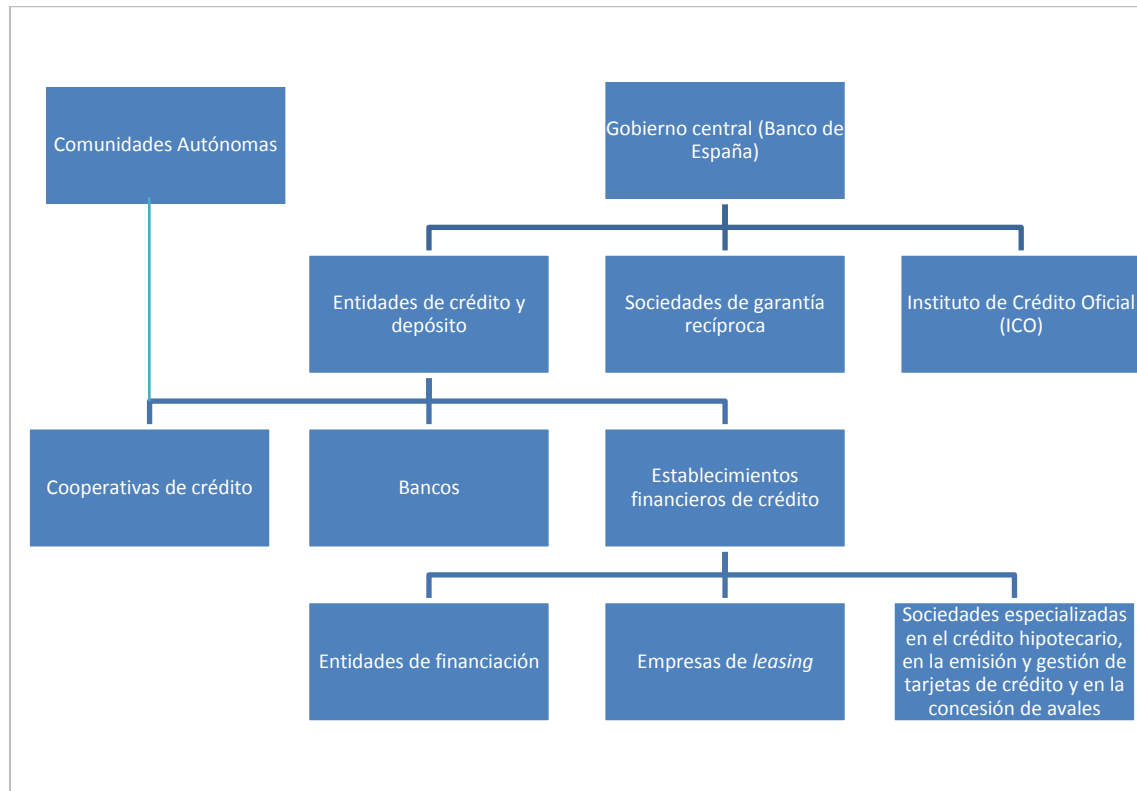 Comunidades Autónomas
Gobierno central (Banco de
España)
Entidades de crédito y
depósito
Sociedades de garantía
recíproca
Instituto de Crédito Oficial
(ICO)
Cooperativas de crédito
Bancos
Establecimientos
financieros de crédito
Entidades de financiación
Empresas de leasing
Sociedades especializadas
en el crédito hipotecario,
en la emisión y gestión de
tarjetas de crédito y en la
concesión de avales